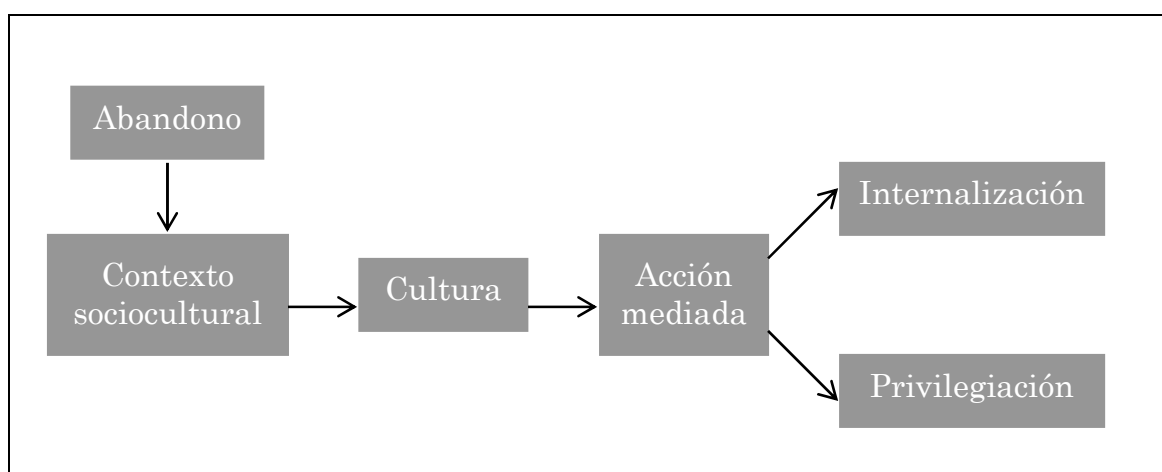 Abandono
Contexto
sociocultural
Cultura
Acción
mediada
Internalización
Privilegiación